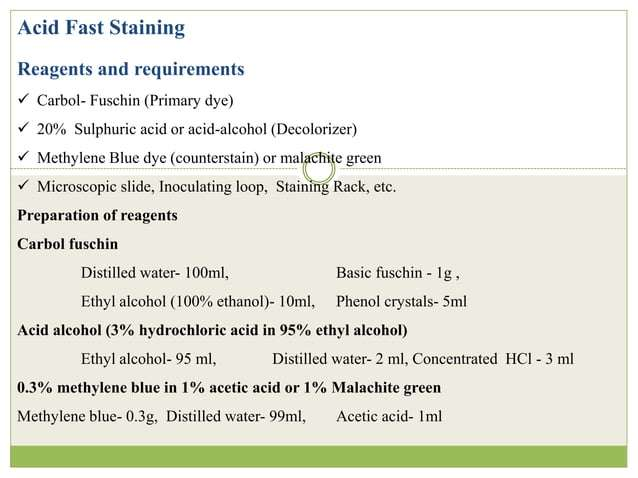 Acid Fast Staining
Reagents and requirements
✓ Carbol- Fuschin (Primary dye)
✓ 20% Sulphuric acid or acid-alcohol (Decolorizer)
✓ Methylene Blue dye (counterstain) or malachite green
✓ Microscopic slide, Inoculating loop, Staining Rack, etc.
Preparation of reagents
Carbol fuschin
Distilled water- 100ml, Basic fuschin - 1g ,
Ethyl alcohol (100% ethanol)- 10ml, Phenol crystals- 5ml
Acid alcohol (3% hydrochloric acid in 95% ethyl alcohol)
Ethyl alcohol- 95 ml, Distilled water- 2 ml, Concentrated HCl - 3 ml
0.3% methylene blue in 1% acetic acid or 1% Malachite green
Methylene blue- 0.3g, Distilled water- 99ml, Acetic acid- 1ml